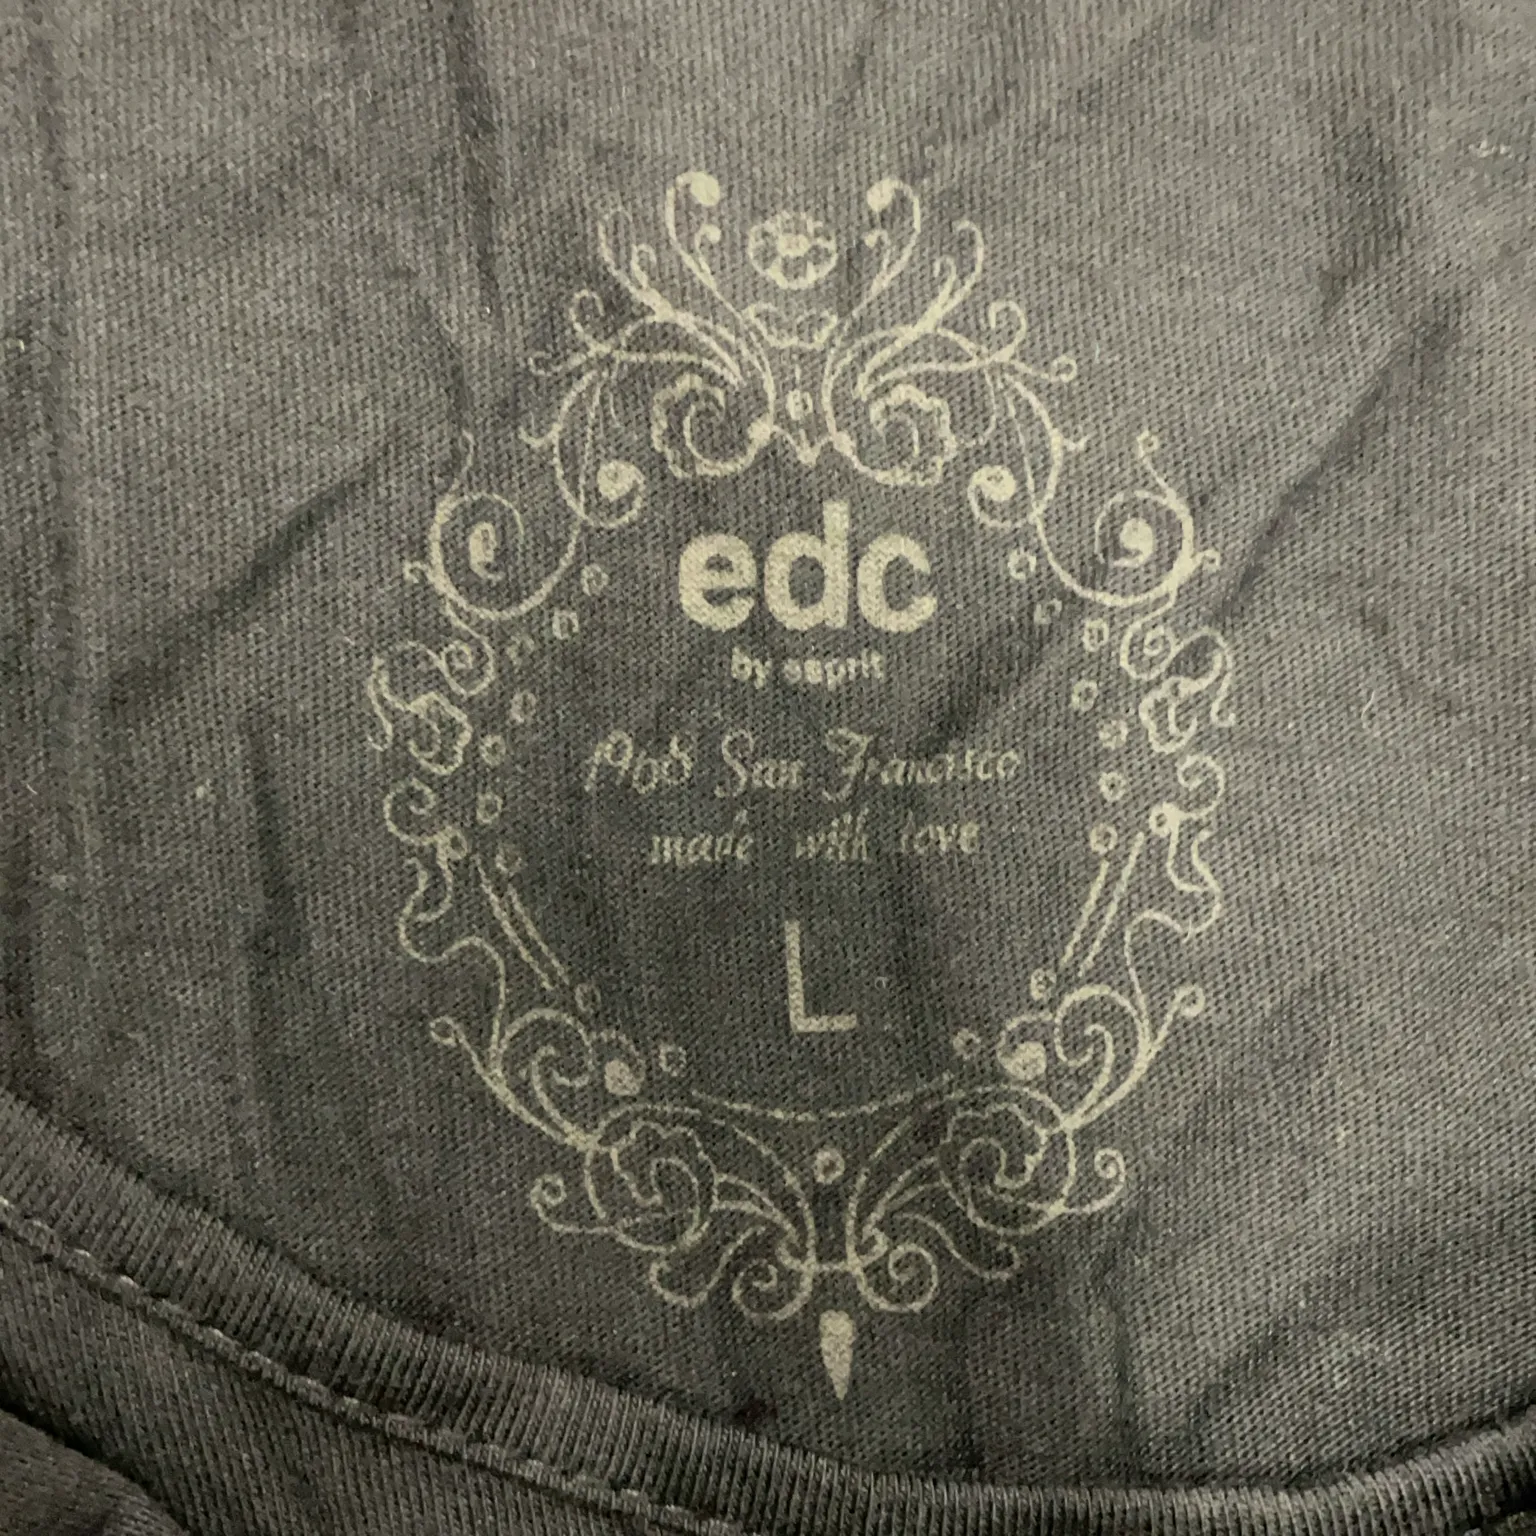 edc
by esprit
1968 San Francisco
made with love
L